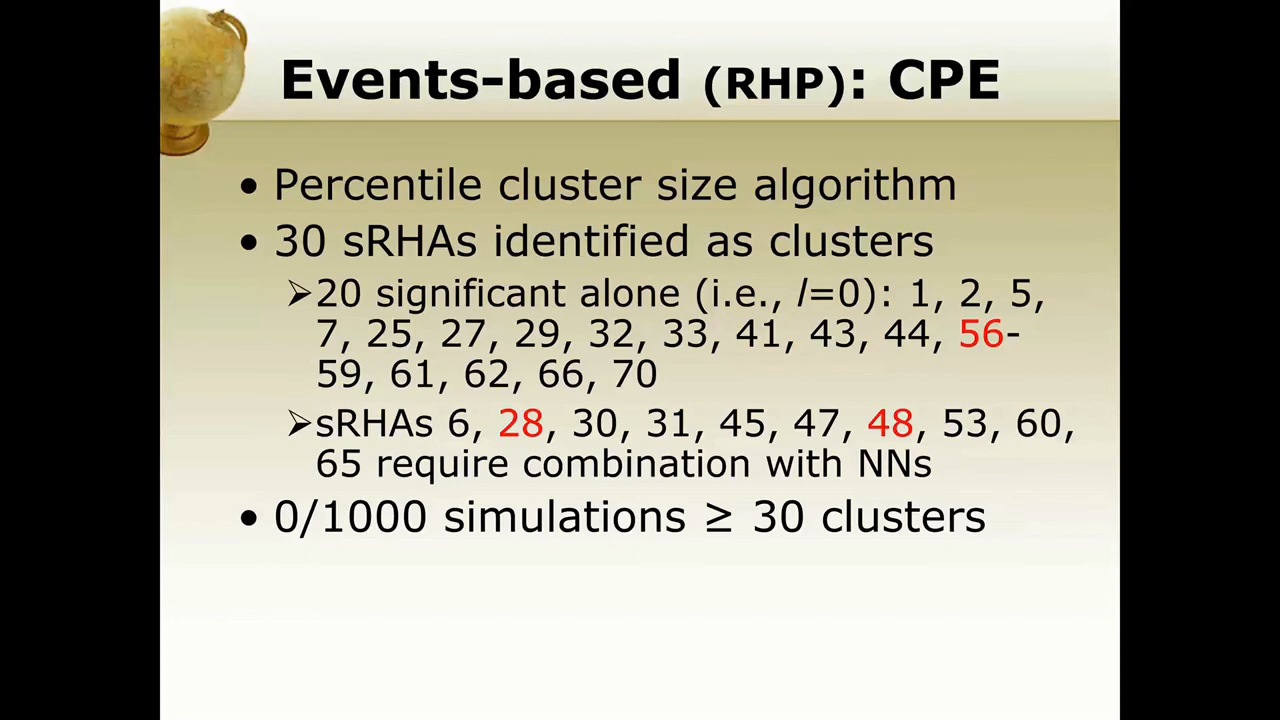 Events-based (RHP): CPE
• Percentile cluster size algorithm
• 30 sRHAs identified as clusters
➢20 significant alone (i.e., l=0): 1, 2, 5,
7, 25, 27, 29, 32, 33, 41, 43, 44, 56-
59, 61, 62, 66, 70
➢sRHAs 6, 28, 30, 31, 45, 47, 48, 53, 60,
65 require combination with NNs
• 0/1000 simulations ≥ 30 clusters